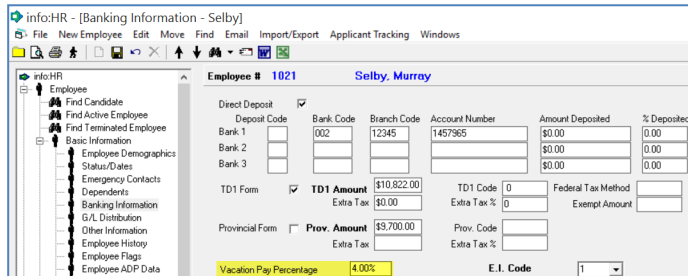 info:HR - [Banking Information - Selby]
File New Employee Edit Move Find Email Import/Export Applicant Tracking Windows
info:HR
Employee
Find Candidate
Find Active Employee
Find Terminated Employee
Basic Information
Employee Demographics
Status/Dates
Emergency Contacts
Dependents
Banking Information
G/L Distribution
Other Information
Employee History
Employee Flags
Employee ADP Data
Employee # 1021 Selby, Murray
Direct Deposit
Deposit Code Bank Code Branch Code Account Number Amount Deposited % Deposited
Bank 1 002 12345 1457965 $0.00 0.00
Bank 2 $0.00 0.00
Bank 3 $0.00 0.00
TD1 Form TD1 Amount $10,822.00 TD1 Code 0 Federal Tax Method
Extra Tax $0.00 Extra Tax % 0 Exempt Amount
Provincial Form Prov. Amount $9,700.00 Prov. Code
Extra Tax Extra Tax %
Vacation Pay Percentage 4.00% E.I. Code 1